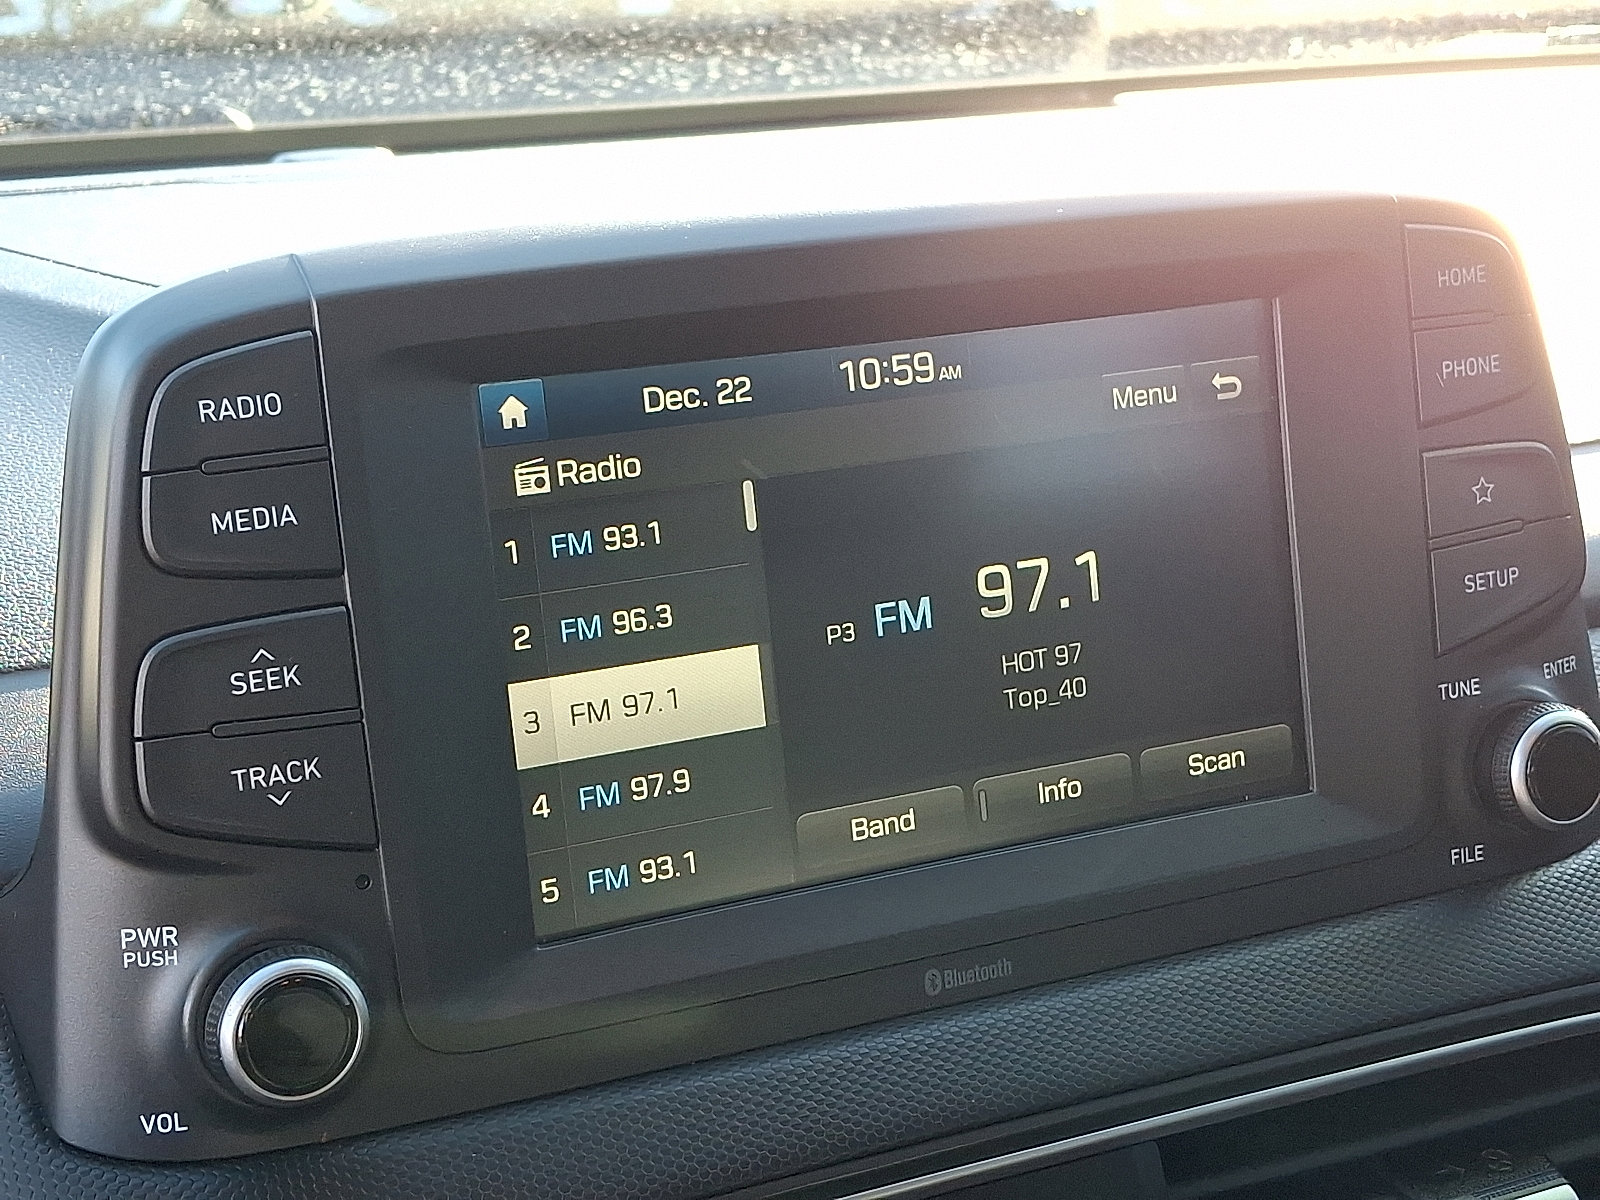 RADIO
MEDIA
SEEK
TRACK
PWR
PUSH
VOL
Dec. 22
10:59 AM
Menu
Radio
1 FM 93.1
2 FM 96.3
3 FM 97.1
4 FM 97.9
5 FM 93.1
P3 FM 97.1
HOT 97
Top_40
Band
Info
Scan
Bluetooth
HOME
PHONE
SETUP
TUNE
ENTER
FILE